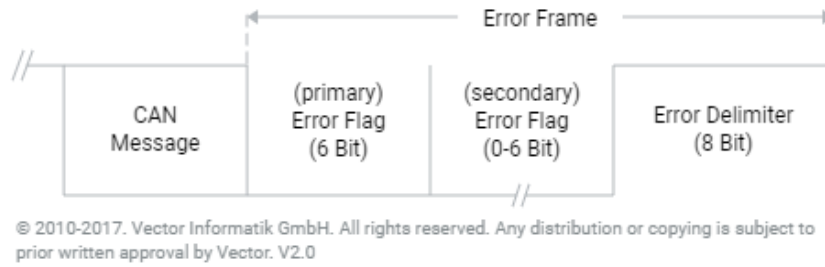 Error Frame
CAN
Message
(primary)
Error Flag
(6 Bit)
(secondary)
Error Flag
(0-6 Bit)
Error Delimiter
(8 Bit)
© 2010-2017. Vector Informatik GmbH. All rights reserved. Any distribution or copying is subject to
prior written approval by Vector. V2.0